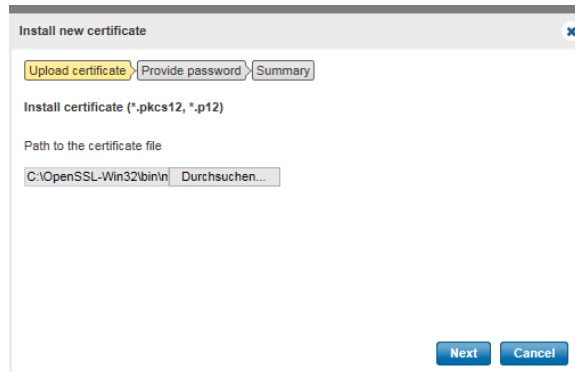 Install new certificate
Upload certificate Provide password Summary
Install certificate (*.pkcs12, *.p12)
Path to the certificate file
C:\OpenSSL-Win32\bin\n Durchsuchen...
Next Cancel